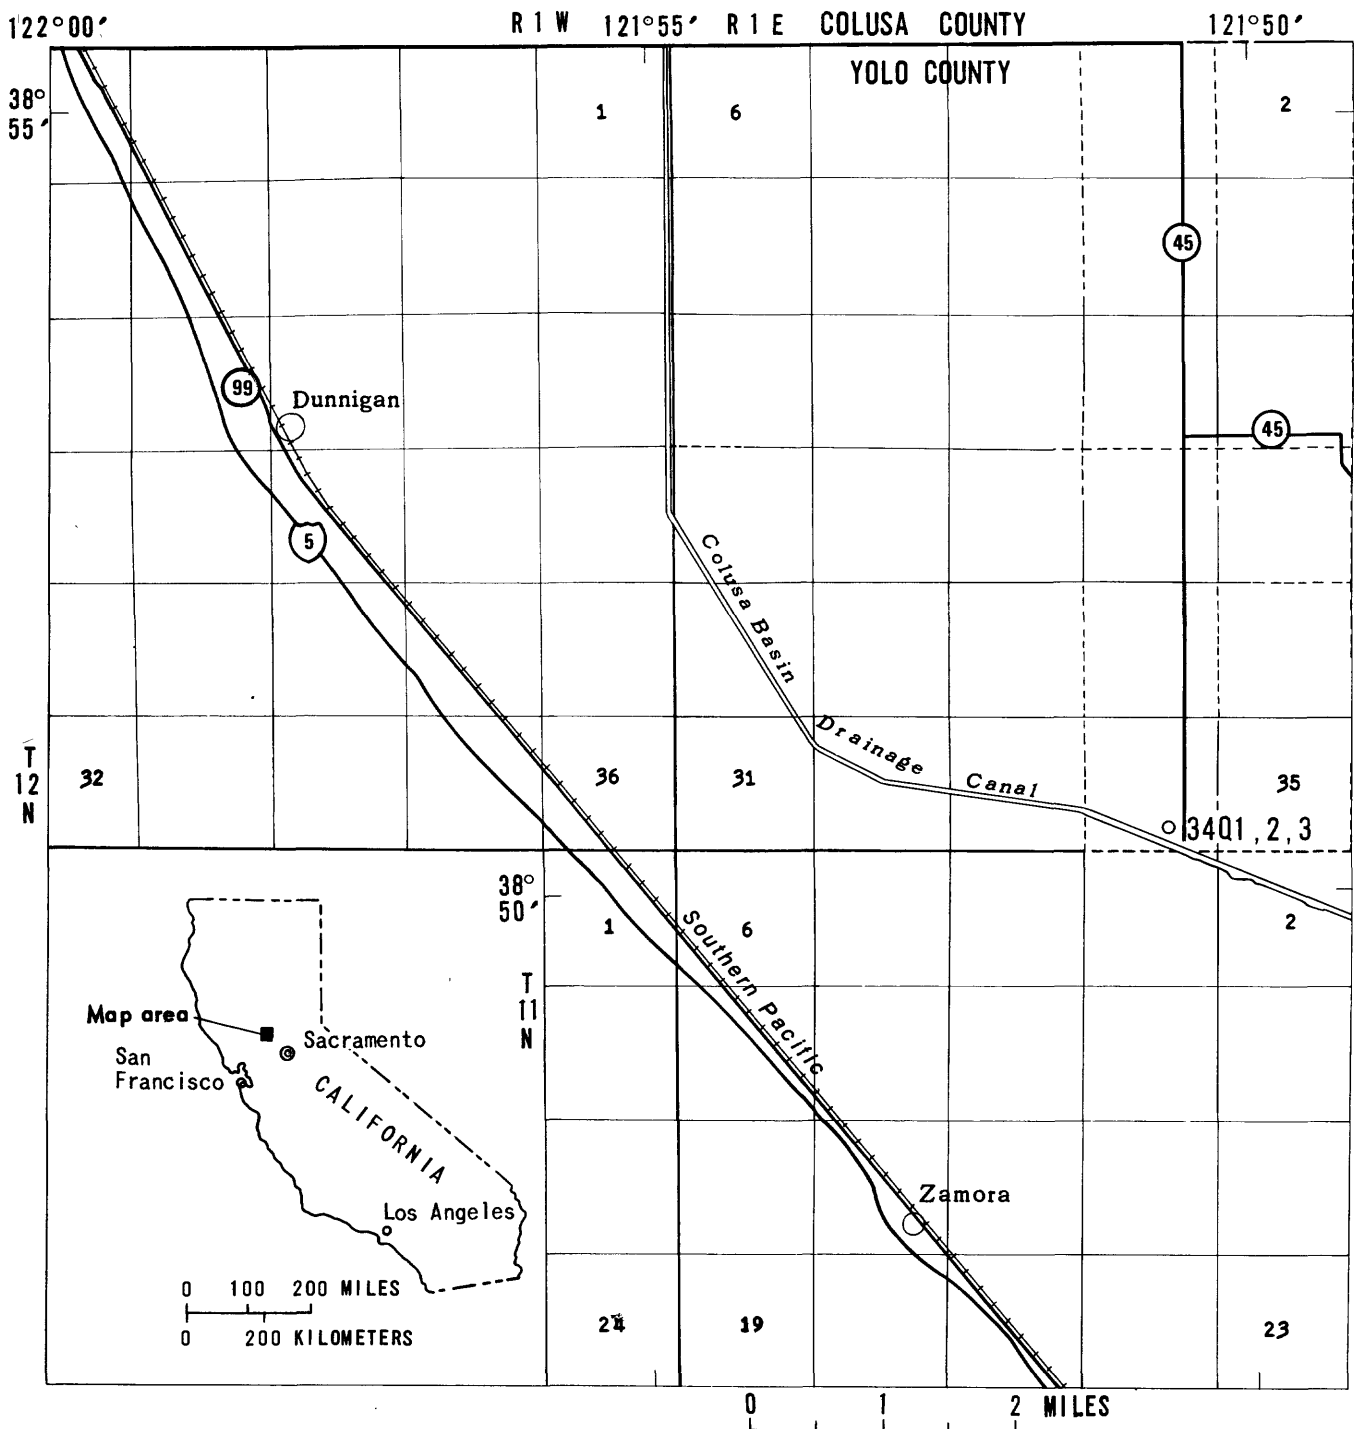 122°00′ R 1 W 121°55′ R 1 E COLUSA COUNTY 121°50′
YOLO COUNTY
38°
55′
1 6 2
45
99
Dunnigan
45
5
Colusa Basin
Drainage
Canal
T
12
N
32 36 31 35
34Q1, 2, 3
38°
50′
1 6 2
Southern Pacific
T
11
N
Map area
Sacramento
San
Francisco
CALIFORNIA
Los Angeles
Zamora
0 100 200 MILES
0 200 KILOMETERS
24 19 23
0 1 2 MILES